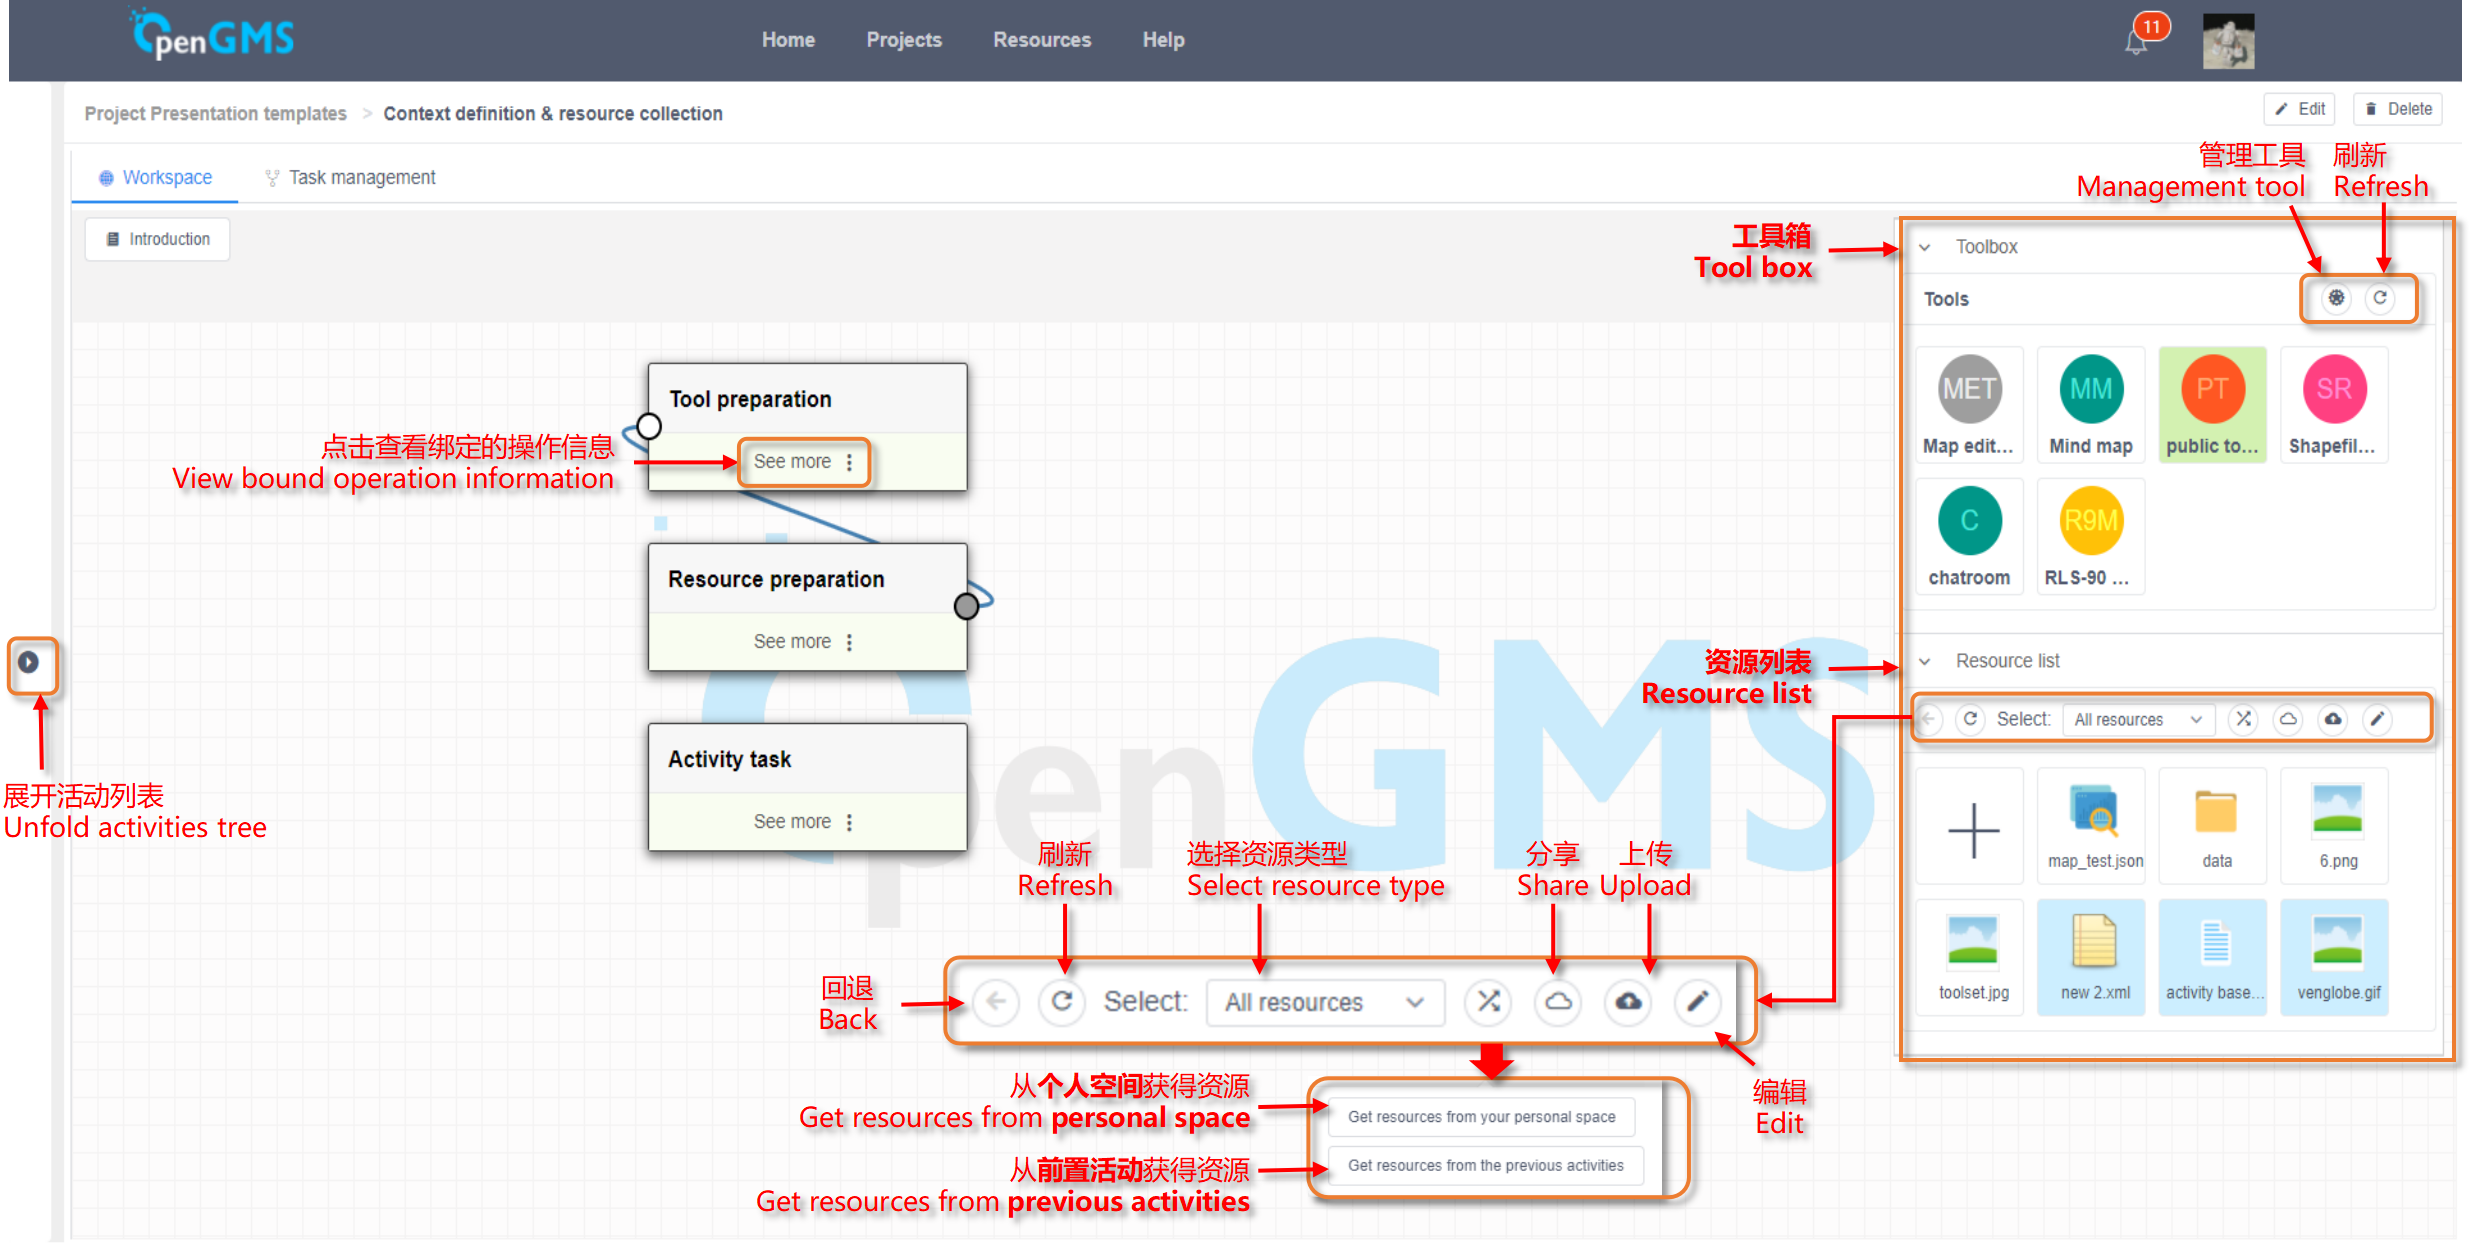 OpenGMS
Home
Projects
Resources
Help
11
Project Presentation templates > Context definition & resource collection
Edit
Delete
管理工具
Management tool
刷新
Refresh
Workspace
Task management
Introduction
工具箱
Tool box
Toolbox
Tools
MET
Map edit...
MM
Mind map
PT
public to...
SR
Shapefil...
C
chatroom
R9M
RLS-90 ...
Tool preparation
See more
点击查看绑定的操作信息
View bound operation information
Resource preparation
See more
Activity task
See more
OpenGMS
展开活动列表
Unfold activities tree
资源列表
Resource list
Resource list
Select:
All resources
map_test.json
data
6.png
toolset.jpg
new 2.xml
activity base...
venglobe.gif
刷新
Refresh
选择资源类型
Select resource type
分享
Share
上传
Upload
回退
Back
Select:
All resources
编辑
Edit
从个人空间获得资源
Get resources from personal space
Get resources from your personal space
从前置活动获得资源
Get resources from previous activities
Get resources from the previous activities